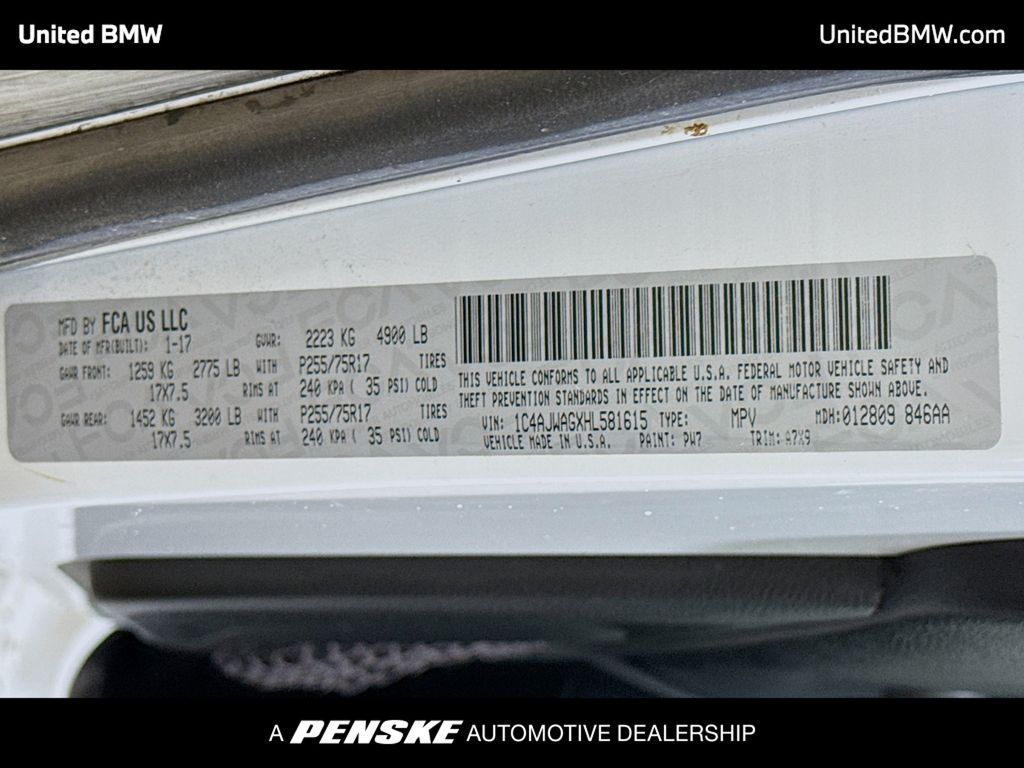 United BMW
UnitedBMW.com
MFD BY FCA US LLC
DATE OF MFR(BUILT): 1-17
GVWR: 2223 KG 4900 LB
GAWR FRONT: 1259 KG 2775 LB WITH P255/75R17 TIRES
17X7.5 RIMS AT 240 KPA ( 35 PSI) COLD
GAWR REAR: 1452 KG 3200 LB WITH P255/75R17 TIRES
17X7.5 RIMS AT 240 KPA ( 35 PSI) COLD
THIS VEHICLE CONFORMS TO ALL APPLICABLE U.S.A. FEDERAL MOTOR VEHICLE SAFETY AND
THEFT PREVENTION STANDARDS IN EFFECT ON THE DATE OF MANUFACTURE SHOWN ABOVE.
VIN: 1C4AJWAGXHL581615 TYPE: MPV MDH:012809 846AA
VEHICLE MADE IN U.S.A. PAINT: PW7 TRIM: A7X9
A PENSKE AUTOMOTIVE DEALERSHIP